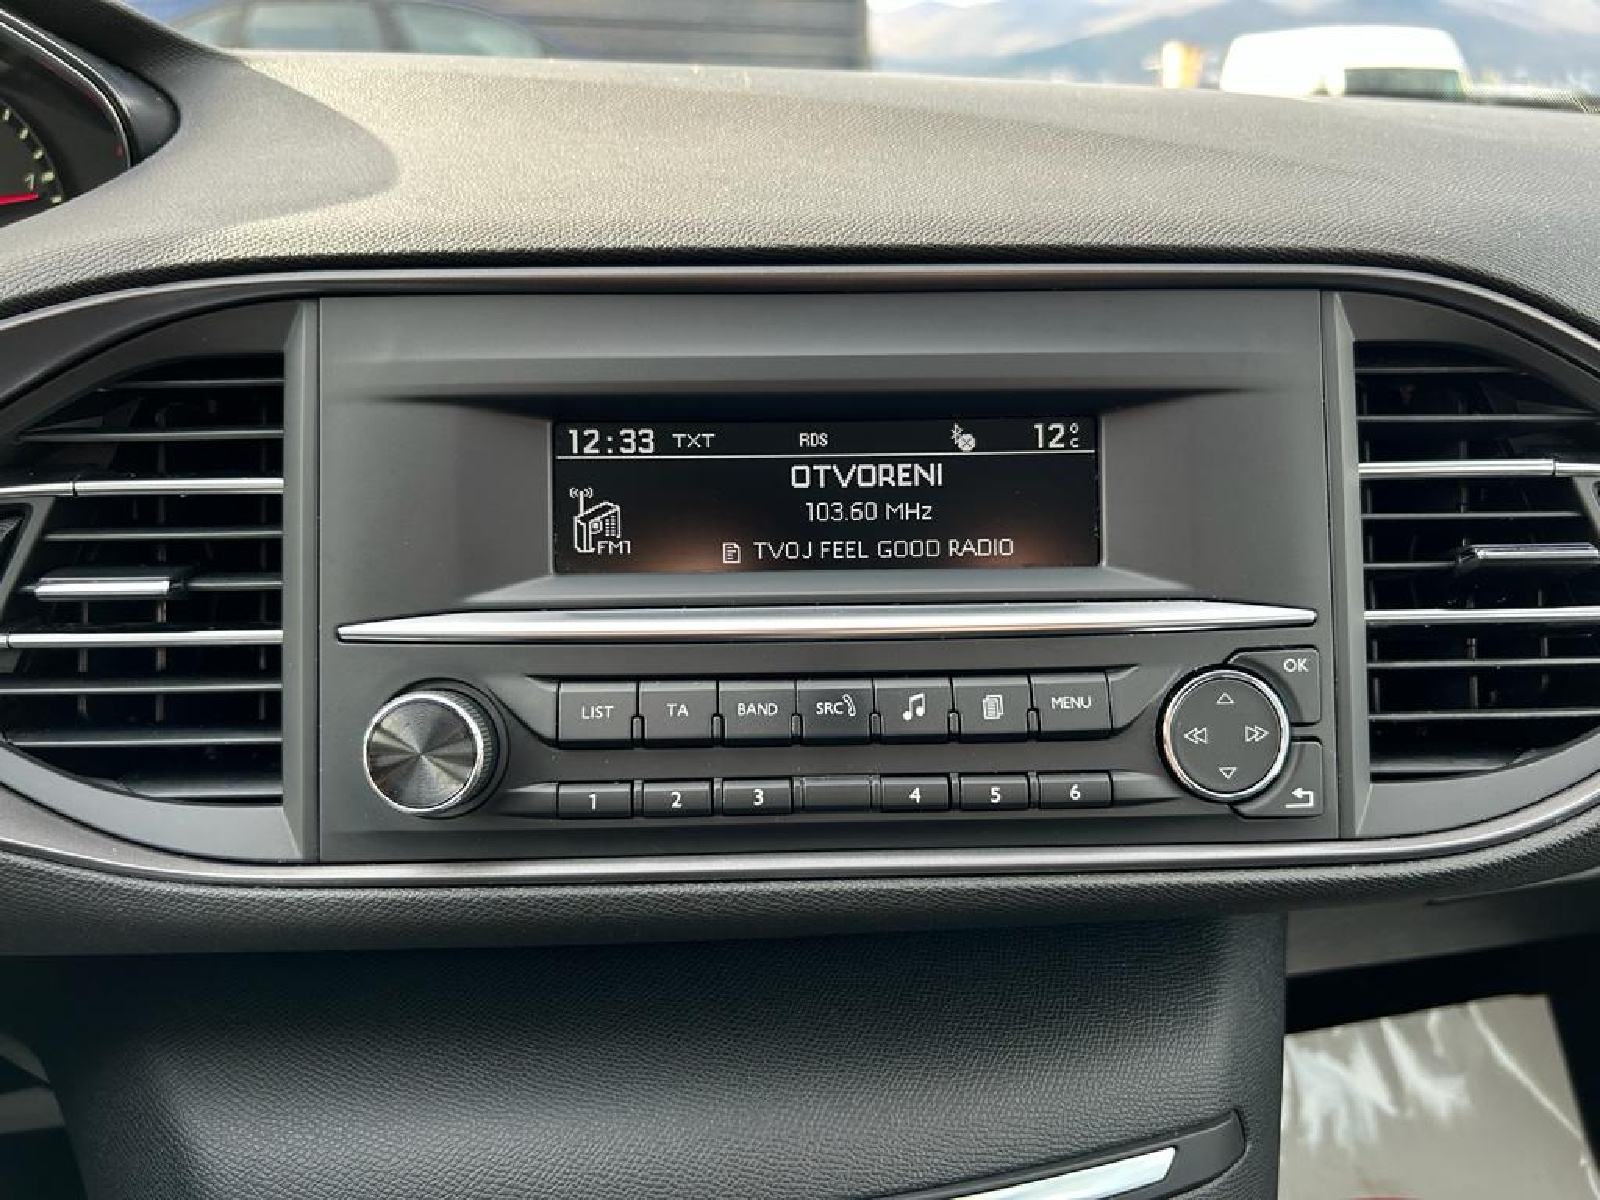 12:33 TXT RDS 12°C
OTVORENI
103.60 MHz
FM1
TVOJ FEEL GOOD RADIO
OK
LIST TA BAND SRC MENU
1 2 3 4 5 6
7